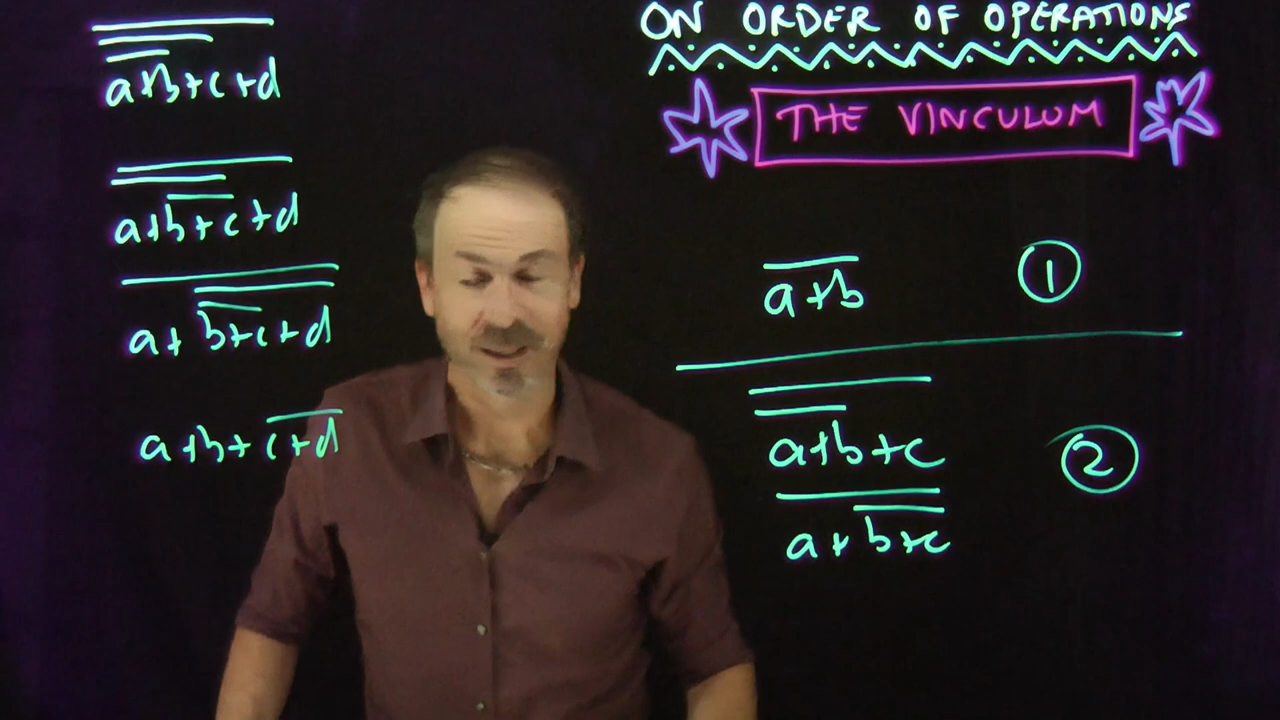 ON ORDER OF OPERATIONS
THE VINCULUM
a+b+c+d
a+b+c+d
a+b+c+d
a+b+c+d
a+b ①
a+b+c ②
a+b+c